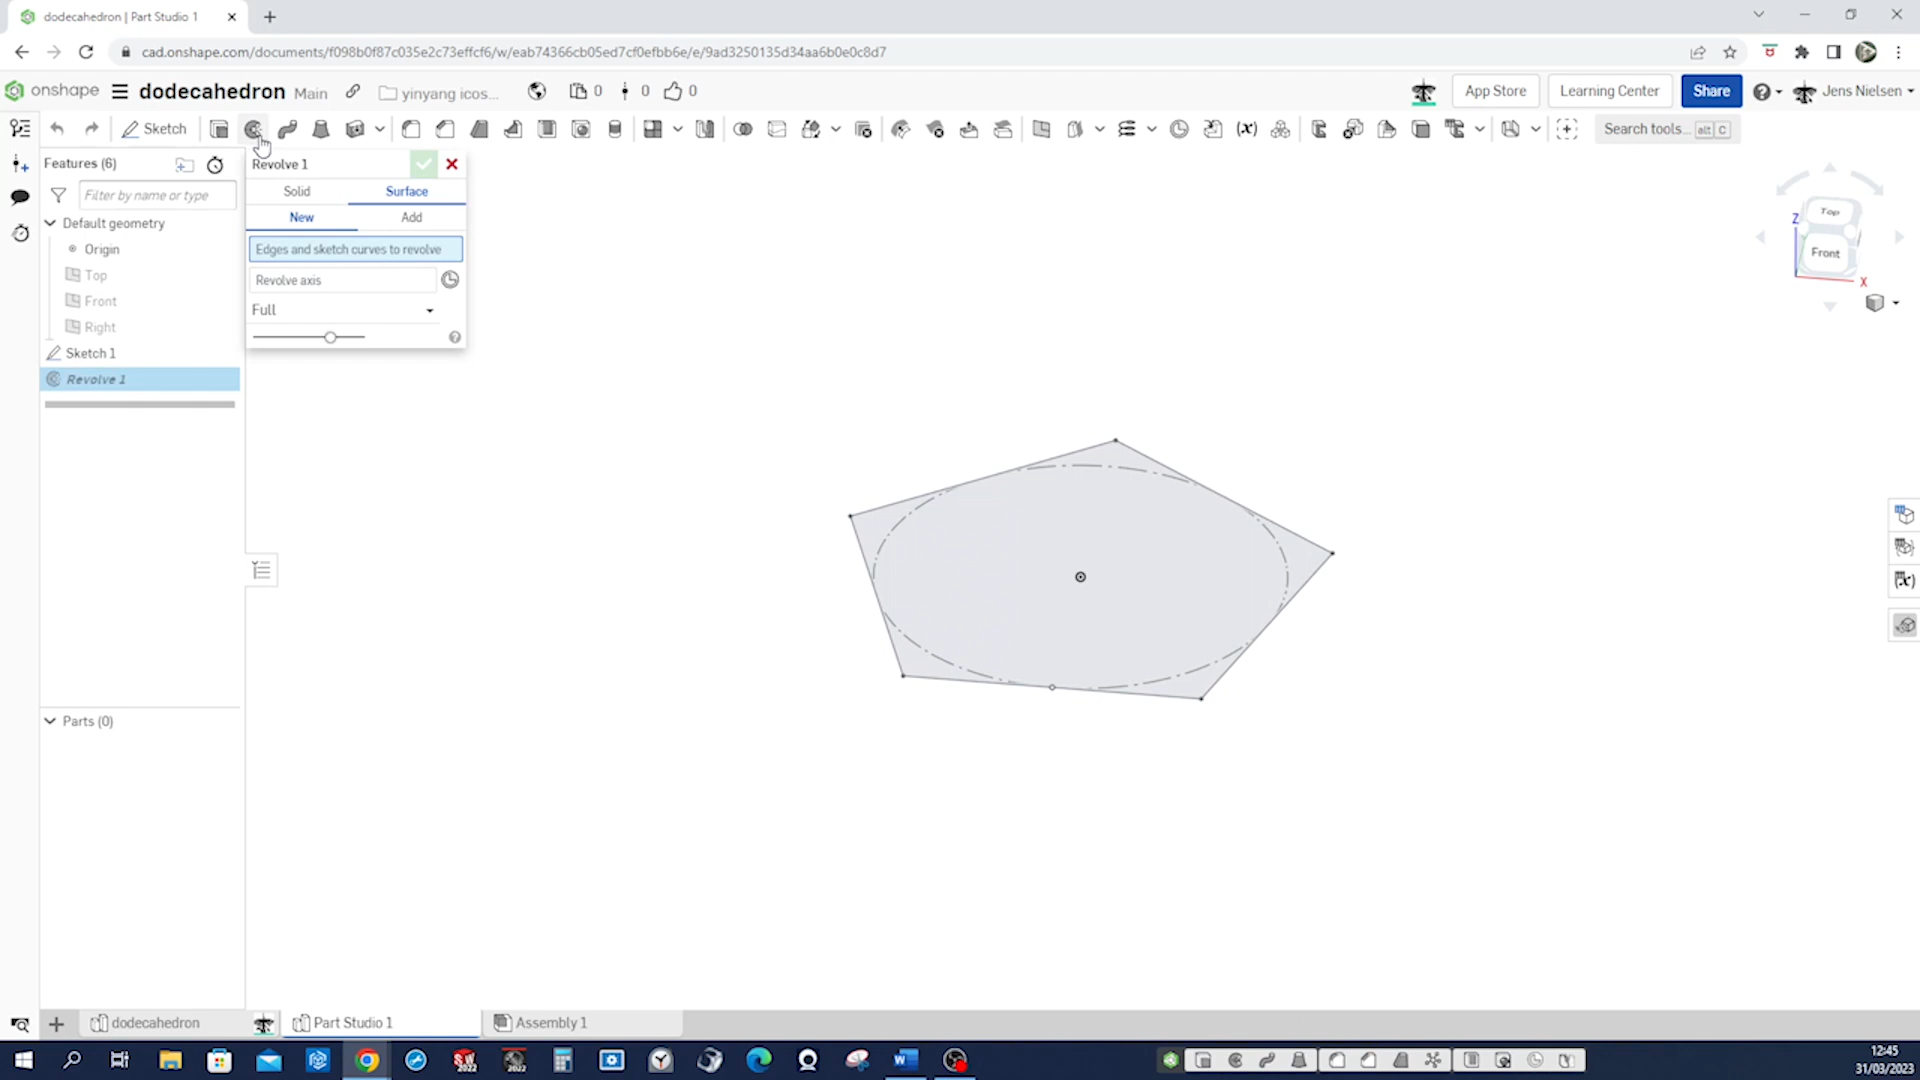 dodecahedron | Part Studio 1
cad.onshape.com/documents/f098b0f87c035e2c73effcf6/w/eab74366cb05ed7cf0efbb6e/e/9ad3250135d34aa6b0e0c8d7
onshape dodecahedron Main yinyang icos... 0 0 0 App Store Learning Center Share Jens Nielsen
Sketch (x) Search tools... alt C
Features (6)
Filter by name or type
Default geometry
Origin
Top
Front
Right
Sketch 1
Revolve 1
Revolve 1
Solid Surface
New Add
Edges and sketch curves to revolve
Revolve axis
Full
Top
Front
Z
X
(x)
Parts (0)
dodecahedron Part Studio 1 Assembly 1
SW 2022
2022
12:45
31/03/2023